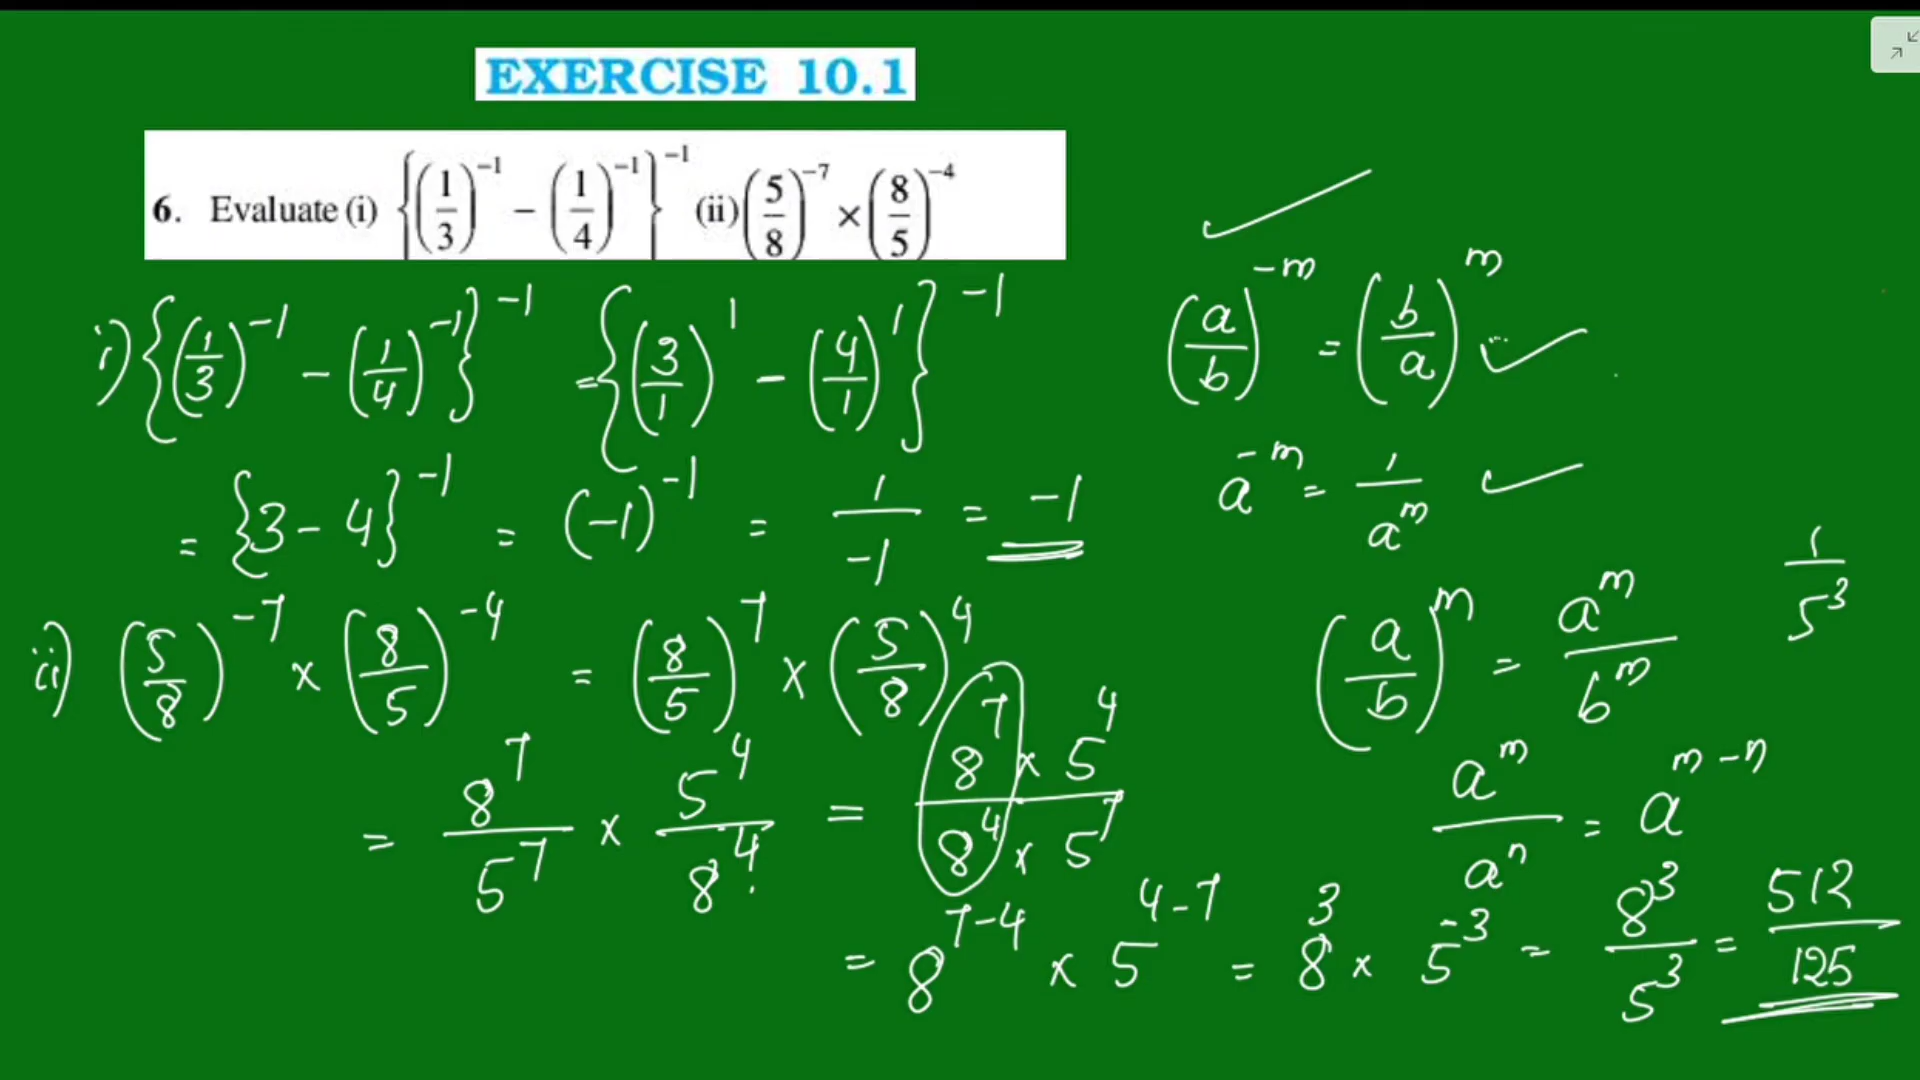 EXERCISE 10.1
6. Evaluate (i) {(1/3)^-1 − (1/4)^-1}^-1 (ii) (5/8)^-7 × (8/5)^-4
i) {(1/3)^-1 − (1/4)^-1}^-1 = {(3/1)^1 − (4/1)^1}^-1
= {3 − 4}^-1 = (−1)^-1 = 1/−1 = −1
ii) (5/8)^-7 × (8/5)^-4 = (8/5)^7 × (5/8)^4
= 8^7/5^7 × 5^4/8^4 = (8^7 × 5^4)/(8^4 × 5^7)
= 8^(7−4) × 5^(4−7) = 8^3 × 5^-3 = 8^3/5^3 = 512/125
(a/b)^-m = (b/a)^m
a^-m = 1/a^m
1/5^3
(a/b)^m = a^m/b^m
a^m/a^n = a^(m−n)